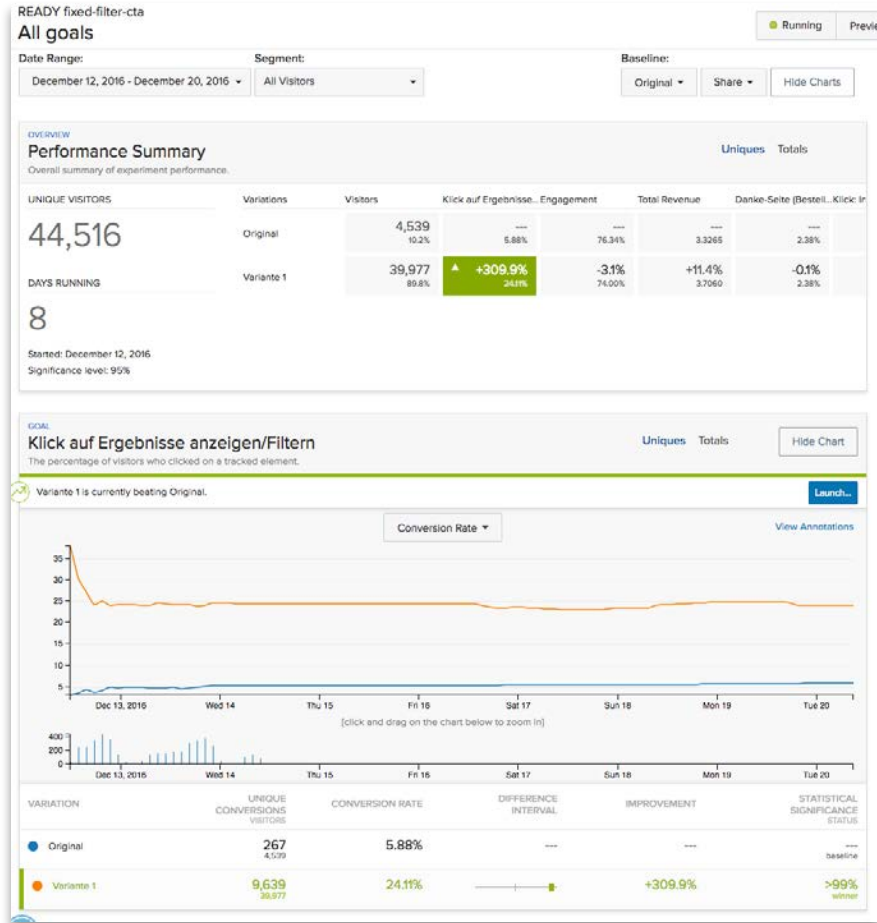 READY fixed-filter-cta
All goals
Running Previe
Date Range: Segment: Baseline:
December 12, 2016 - December 20, 2016 All Visitors Original Share Hide Charts
OVERVIEW
Performance Summary
Overall summary of experiment performance.
Uniques Totals
UNIQUE VISITORS
44,516
DAYS RUNNING
8
Started: December 12, 2016
Significance level: 95%
Variations Visitors Klick auf Ergebnisse... Engagement Total Revenue Danke-Seite (Bestell... Klick: Ir
Original 4,539 --- --- --- ---
10.2% 5.88% 76.34% 3.3265 2.38%
Variante 1 39,977 +309.9% -3.1% +11.4% -0.1%
89.8% 24.11% 74.00% 3.7060 2.38%
GOAL
Klick auf Ergebnisse anzeigen/Filtern
The percentage of visitors who clicked on a tracked element.
Uniques Totals Hide Chart
Variante 1 is currently beating Original.
Launch...
Conversion Rate
View Annotations
35
30
25
20
15
10
5
Dec 13, 2016 Wed 14 Thu 15 Fri 16 Sat 17 Sun 18 Mon 19 Tue 20
[click and drag on the chart below to zoom in]
400
200
0
Dec 13, 2016 Wed 14 Thu 15 Fri 16 Sat 17 Sun 18 Mon 19 Tue 20
VARIATION UNIQUE CONVERSIONS VISITORS CONVERSION RATE DIFFERENCE INTERVAL IMPROVEMENT STATISTICAL SIGNIFICANCE STATUS
Original 267 5.88% --- --- ---
4,539 baseline
Variante 1 9,639 24.11% +309.9% >99%
39,977 winner